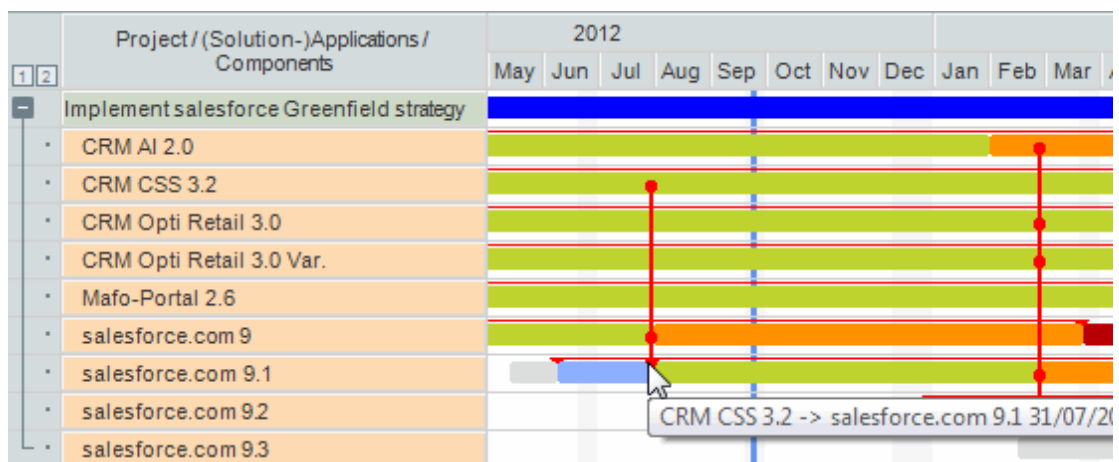 Project / (Solution-)Applications /
Components
2012
1 2
May Jun Jul Aug Sep Oct Nov Dec Jan Feb Mar
Implement salesforce Greenfield strategy
CRM AI 2.0
CRM CSS 3.2
CRM Opti Retail 3.0
CRM Opti Retail 3.0 Var.
Mafo-Portal 2.6
salesforce.com 9
salesforce.com 9.1
salesforce.com 9.2
CRM CSS 3.2 -> salesforce.com 9.1 31/07/20
salesforce.com 9.3